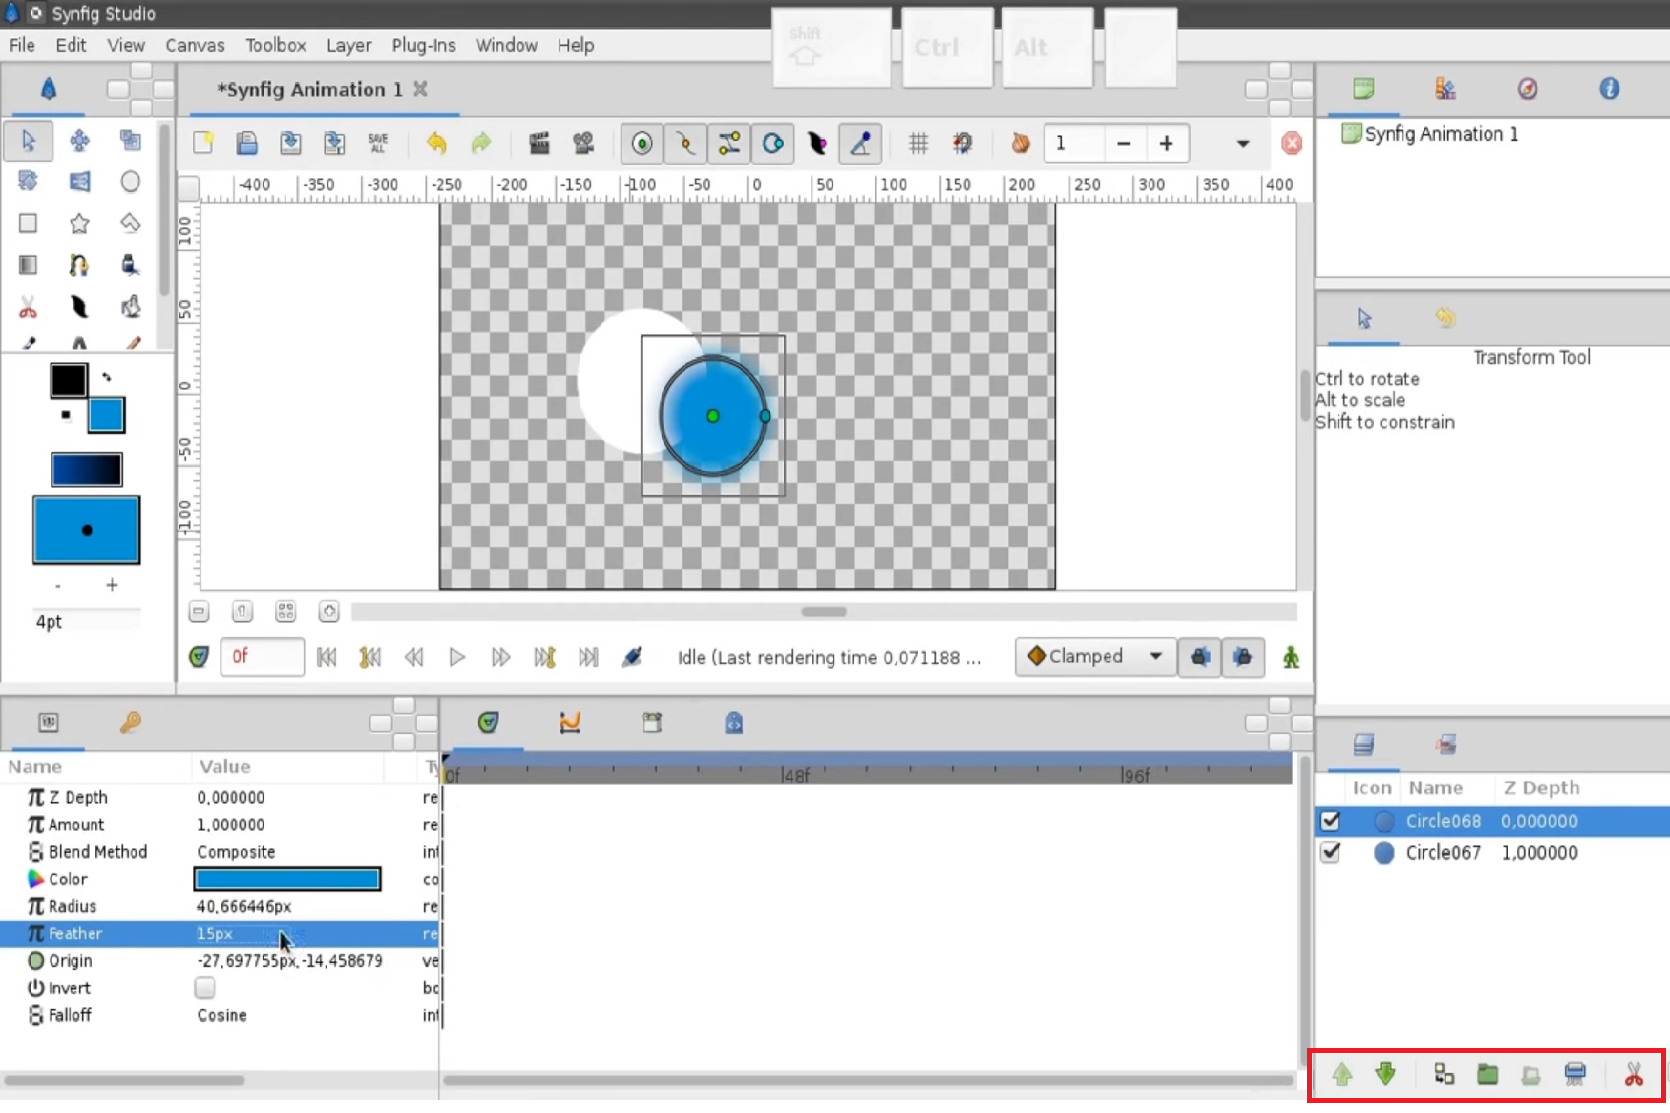 Synfig Studio
File Edit View Canvas Toolbox Layer Plug-Ins Window Help
Shift
Ctrl
Alt
*Synfig Animation 1
SAVE
ALL
1
-400 -350 -300 -250 -200 -150 -100 -50 0 50 100 150 200 250 300 350 400
100
50
0
-50
-100
4pt
0f
Idle (Last rendering time 0,071188 ...
Clamped
Synfig Animation 1
Transform Tool
Ctrl to rotate
Alt to scale
Shift to constrain
Name Value Ty
Z Depth 0,000000 re
Amount 1,000000 re
Blend Method Composite int
Color co
Radius 40,666446px re
Feather 15px re
Origin -27,697755px,-14,458679 ve
Invert bo
Falloff Cosine int
0f 48f 96f
Icon Name Z Depth
Circle068 0,000000
Circle067 1,000000